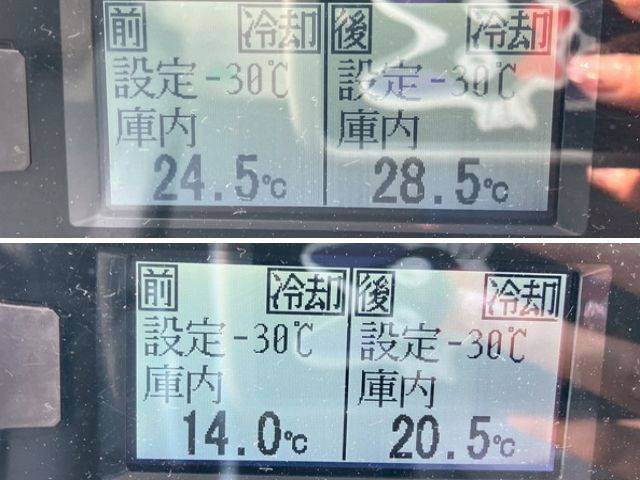 前 冷却 後 冷却
設定-30℃ 設定-30℃
庫内 庫内
24.5℃ 28.5℃
前 冷却 後 冷却
設定-30℃ 設定-30℃
庫内 庫内
14.0℃ 20.5℃